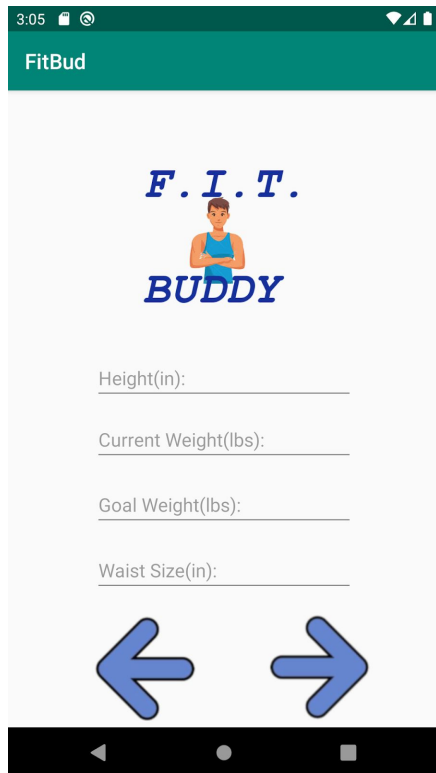 3:05
FitBud
F.I.T.
BUDDY
Height(in):
Current Weight(lbs):
Goal Weight(lbs):
Waist Size(in):